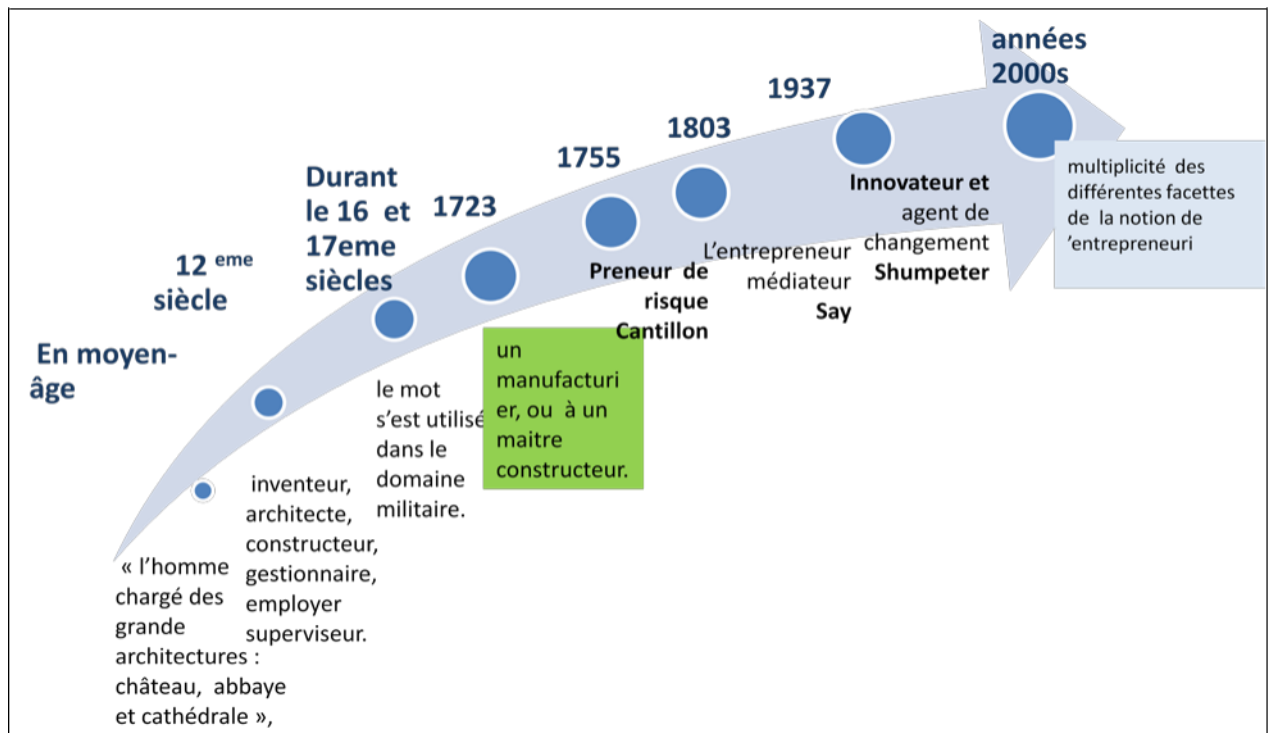 En moyen-
âge
« l’homme
chargé des
grande
architectures :
château, abbaye
et cathédrale »,
12 eme
siècle
inventeur,
architecte,
constructeur,
gestionnaire,
employer
superviseur.
Durant
le 16 et
17eme
siècles
le mot
s’est utilisé
dans le
domaine
militaire.
1723
un
manufacturi
er, ou à un
maitre
constructeur.
1755
Preneur de
risque
Cantillon
1803
L’entrepreneur
médiateur
Say
1937
Innovateur et
agent de
changement
Shumpeter
années
2000s
multiplicité des
différentes facettes
de la notion de
’entrepreneuri